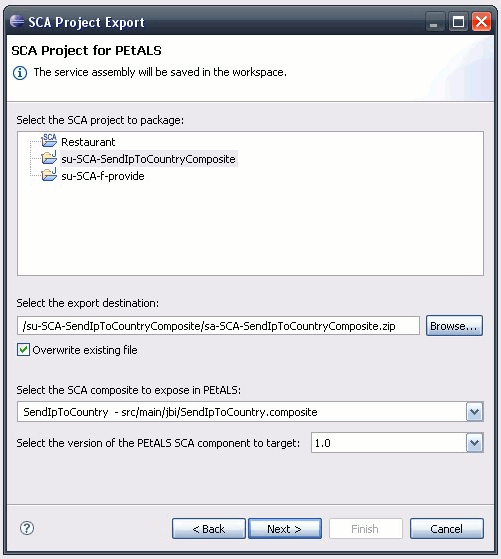 SCA Project Export
SCA Project for PEtALS
The service assembly will be saved in the workspace.
Select the SCA project to package:
SCA Restaurant
su-SCA-SendIpToCountryComposite
su-SCA-f-provide
Select the export destination:
/su-SCA-SendIpToCountryComposite/sa-SCA-SendIpToCountryComposite.zip Browse...
Overwrite existing file
Select the SCA composite to expose in PEtALS:
SendIpToCountry - src/main/jbi/SendIpToCountry.composite
Select the version of the PEtALS SCA component to target: 1.0
? < Back Next > Finish Cancel